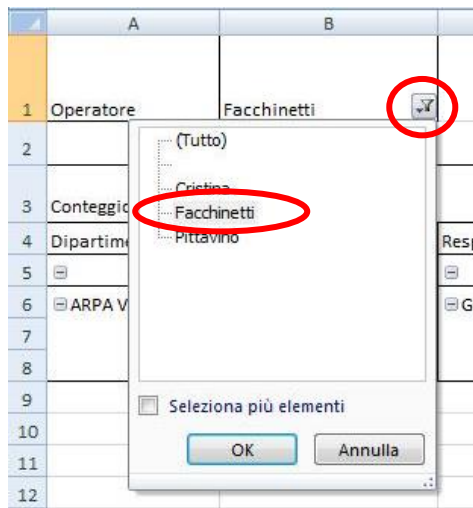 A B
1 Operatore Facchinetti
(Tutto)
2
Cristina
3 Conteggio
Facchinetti
4 Dipartime Resp
Pittavino
5
6 ARPA V G
7
8
9 Seleziona più elementi
10
OK Annulla
11
12